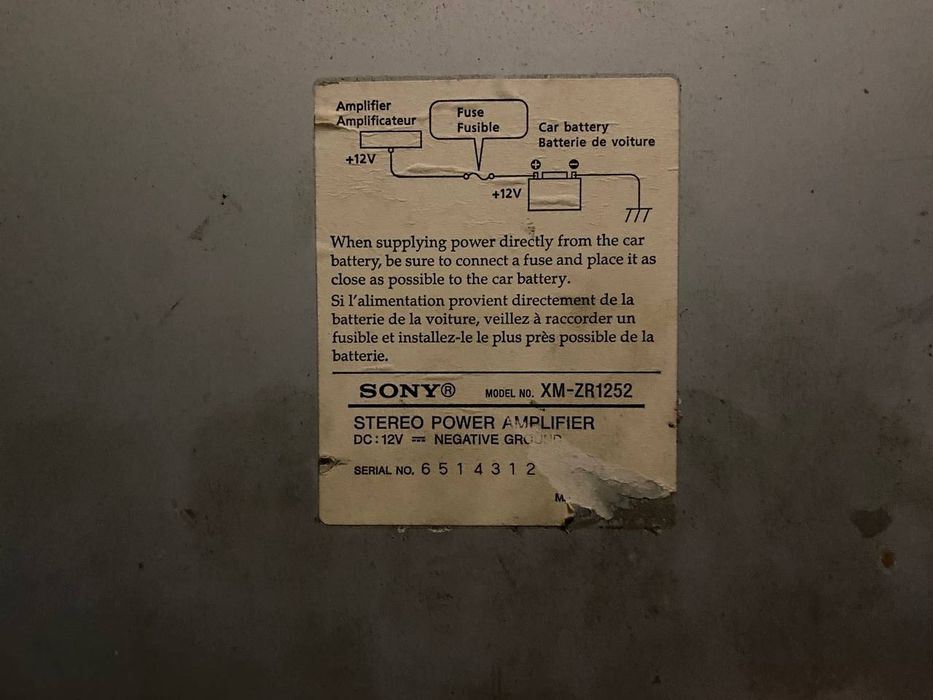 Amplifier
Amplificateur
Fuse
Fusible
Car battery
Batterie de voiture
+12V
+12V
When supplying power directly from the car
battery, be sure to connect a fuse and place it as
close as possible to the car battery.
Si l'alimentation provient directement de la
batterie de la voiture, veillez à raccorder un
fusible et installez-le le plus près possible de la
batterie.
SONY® MODEL NO. XM-ZR1252
STEREO POWER AMPLIFIER
DC:12V ⎓ NEGATIVE GROUND
SERIAL NO. 6514312